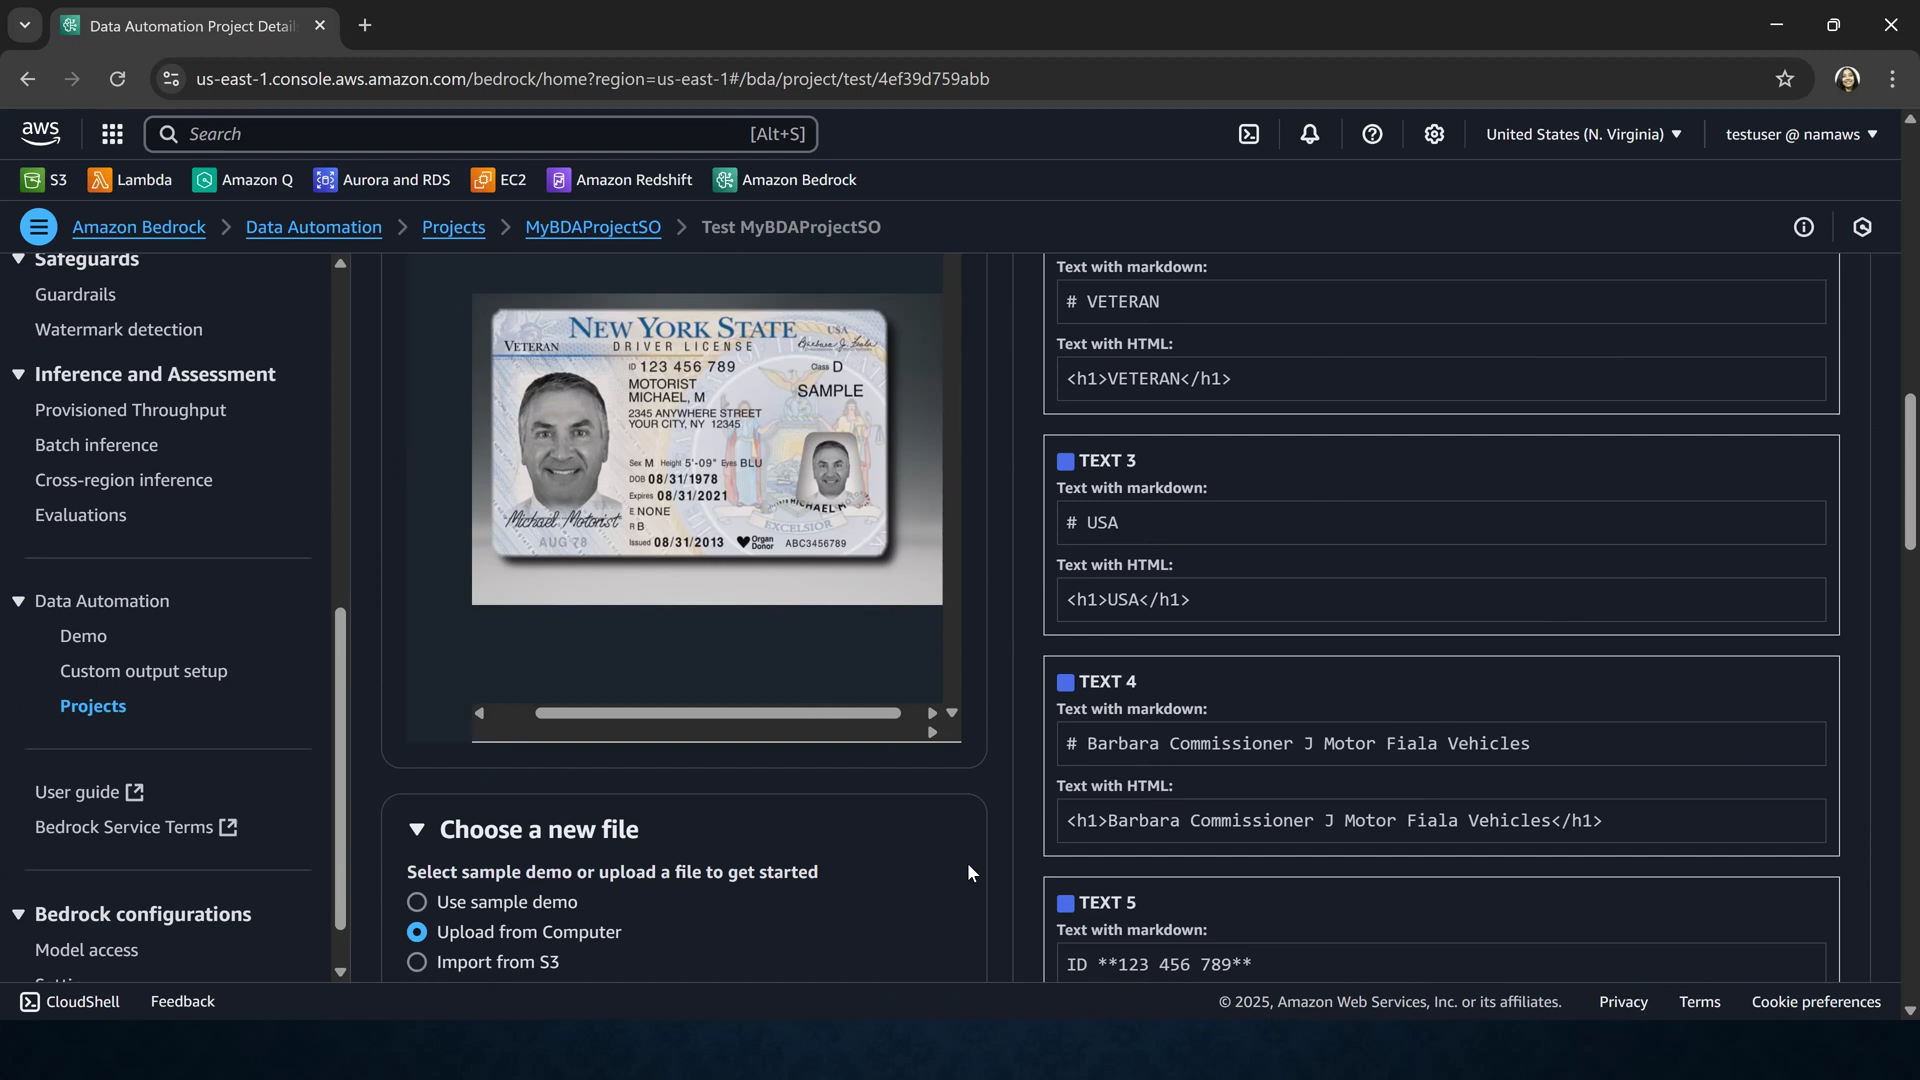 Data Automation Project Detail
us-east-1.console.aws.amazon.com/bedrock/home?region=us-east-1#/bda/project/test/4ef39d759abb
aws
Search
[Alt+S]
United States (N. Virginia)
testuser @ namaws
S3
Lambda
Amazon Q
Aurora and RDS
EC2
Amazon Redshift
Amazon Bedrock
Amazon Bedrock > Data Automation > Projects > MyBDAProjectSO > Test MyBDAProjectSO
Safeguards
Guardrails
Watermark detection
Inference and Assessment
Provisioned Throughput
Batch inference
Cross-region inference
Evaluations
Data Automation
Demo
Custom output setup
Projects
User guide
Bedrock Service Terms
Bedrock configurations
Model access
NEW YORK STATE
USA
VETERAN
DRIVER LICENSE
Barbara J. Fiala
ID 123 456 789
Class D
MOTORIST
MICHAEL, M
SAMPLE
2345 ANYWHERE STREET
YOUR CITY, NY 12345
Sex M Height 5'-09" Eyes BLU
DOB 08/31/1978
Expires 08/31/2021
E NONE
R B
Issued 08/31/2013
Michael Motorist
AUG 78
EXCELSIOR
Organ
Donor
ABC3456789
Choose a new file
Select sample demo or upload a file to get started
Use sample demo
Upload from Computer
Import from S3
Text with markdown:
# VETERAN
Text with HTML:
<h1>VETERAN</h1>
TEXT 3
Text with markdown:
# USA
Text with HTML:
<h1>USA</h1>
TEXT 4
Text with markdown:
# Barbara Commissioner J Motor Fiala Vehicles
Text with HTML:
<h1>Barbara Commissioner J Motor Fiala Vehicles</h1>
TEXT 5
Text with markdown:
ID **123 456 789**
CloudShell
Feedback
© 2025, Amazon Web Services, Inc. or its affiliates.
Privacy
Terms
Cookie preferences